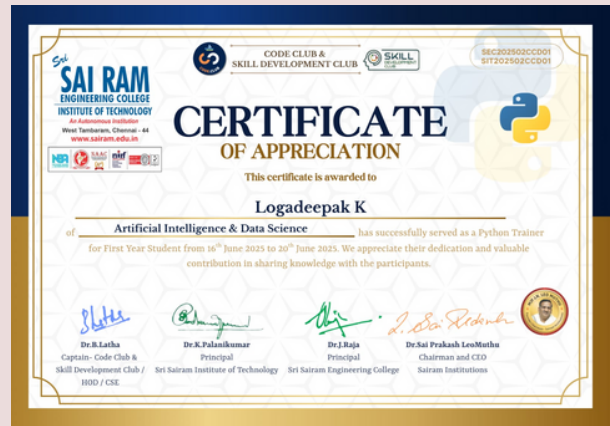 Sri
SAI RAM
ENGINEERING COLLEGE
INSTITUTE OF TECHNOLOGY
An Autonomous Institution
West Tambaram, Chennai - 44
www.sairam.edu.in
NBA
NAAC
nirf
CODE CLUB &
SKILL DEVELOPMENT CLUB
SKILL
DEVELOPMENT
CLUB
SEC202502CCD01
SIT202502CCD01
CERTIFICATE
OF APPRECIATION
This certificate is awarded to
Logadeepak K
of Artificial Intelligence & Data Science has successfully served as a Python Trainer
for First Year Student from 16th June 2025 to 20th June 2025. We appreciate their dedication and valuable
contribution in sharing knowledge with the participants.
Dr.B.Latha
Captain- Code Club &
Skill Development Club /
HOD / CSE
Dr.K.Palanikumar
Principal
Sri Sairam Institute of Technology
Dr.J.Raja
Principal
Sri Sairam Engineering College
Dr.Sai Prakash LeoMuthu
Chairman and CEO
Sairam Institutions